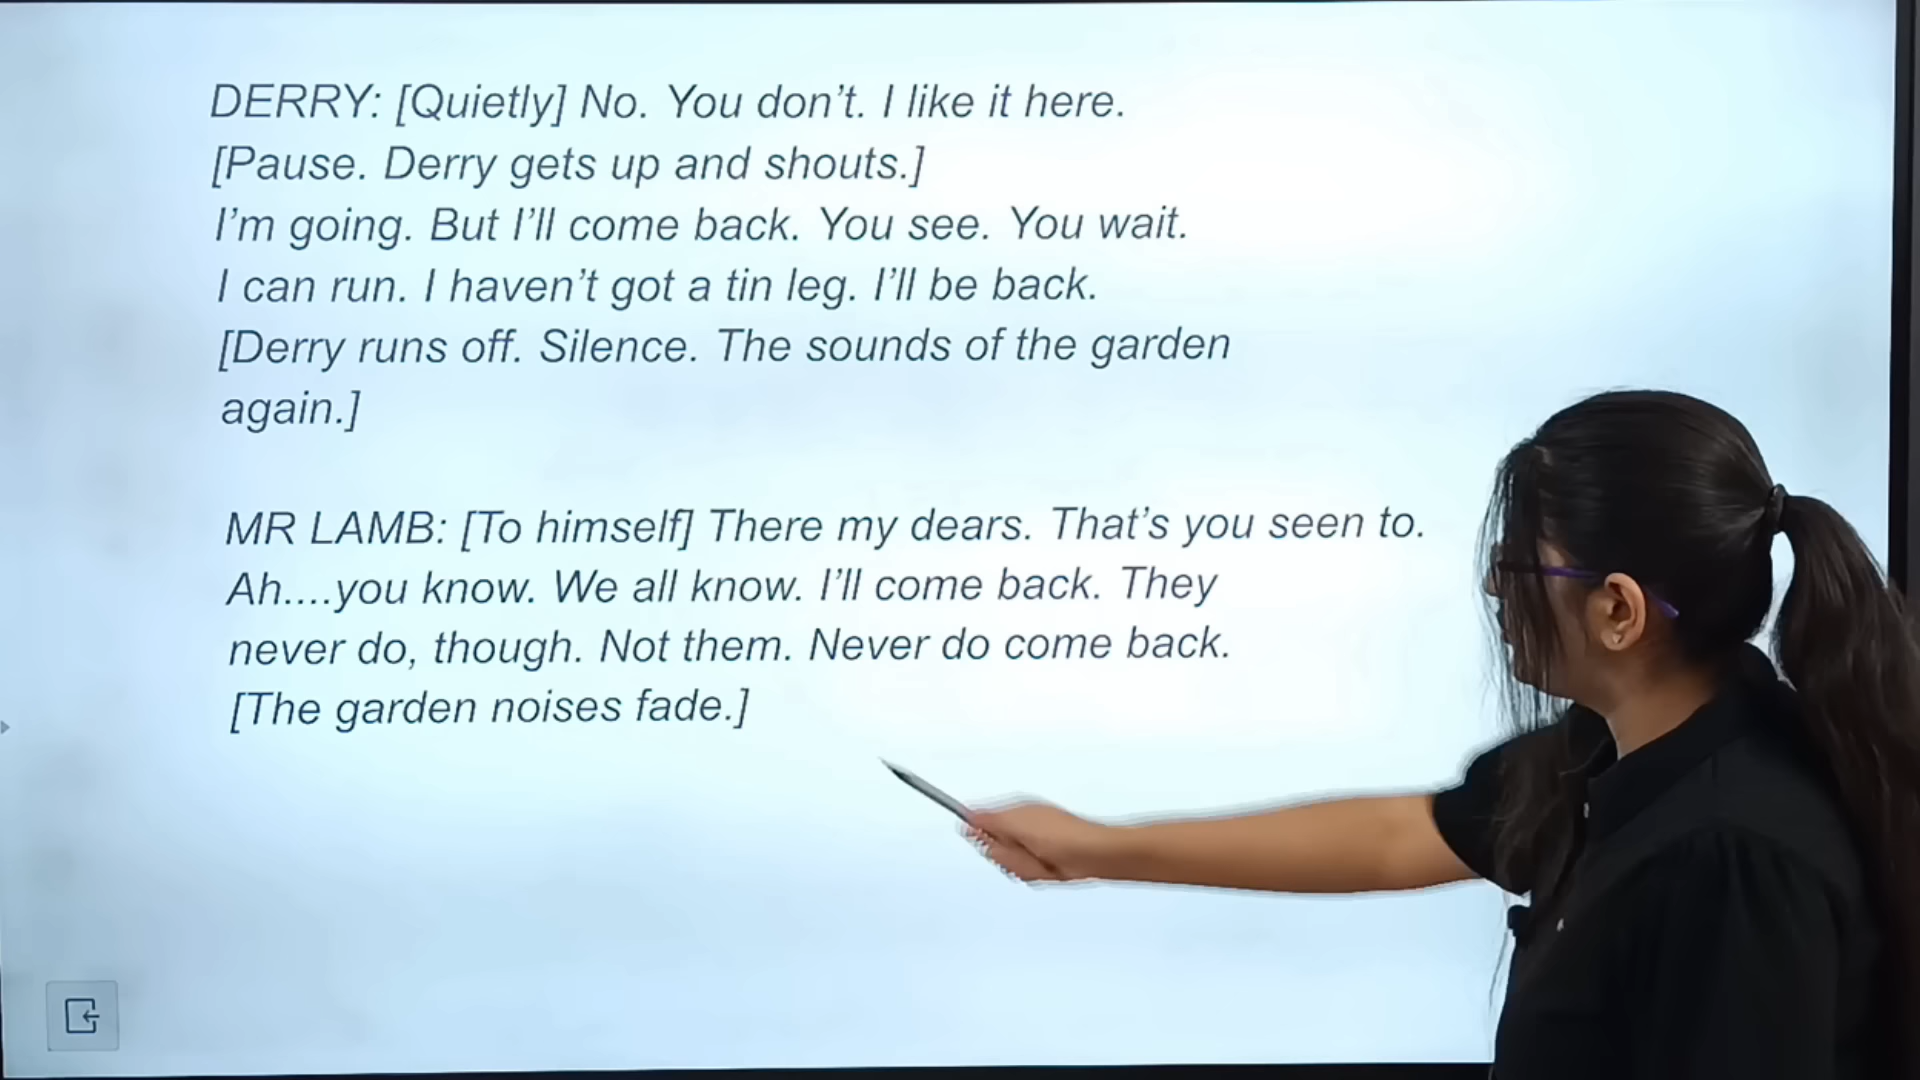 DERRY: [Quietly] No. You don't. I like it here.
[Pause. Derry gets up and shouts.]
I'm going. But I'll come back. You see. You wait.
I can run. I haven't got a tin leg. I'll be back.
[Derry runs off. Silence. The sounds of the garden
again.]
MR LAMB: [To himself] There my dears. That's you seen to.
Ah....you know. We all know. I'll come back. They
never do, though. Not them. Never do come back.
[The garden noises fade.]